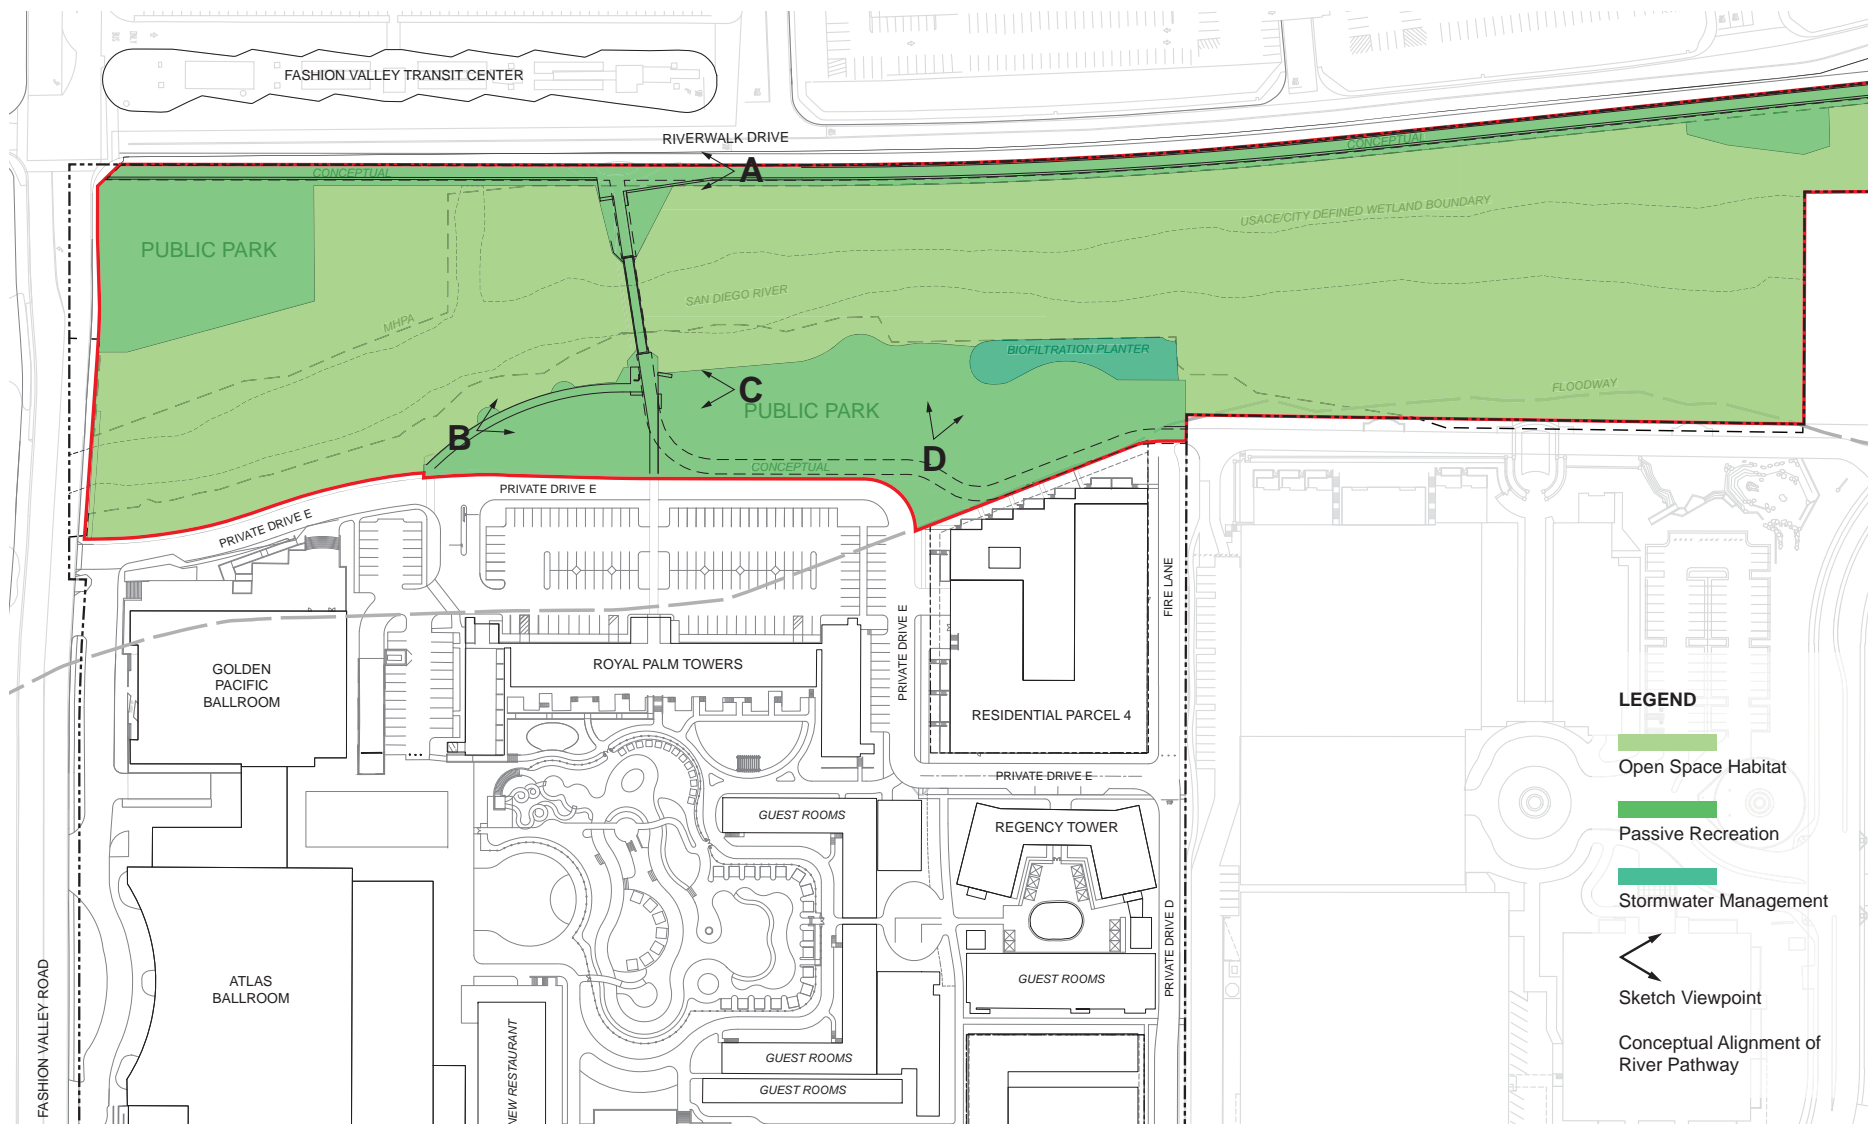 FASHION VALLEY TRANSIT CENTER
RIVERWALK DRIVE
CONCEPTUAL
A
CONCEPTUAL
PUBLIC PARK
USACE/CITY DEFINED WETLAND BOUNDARY
SAN DIEGO RIVER
MHPA
BIOFILTRATION PLANTER
FLOODWAY
C
PUBLIC PARK
B
D
CONCEPTUAL
PRIVATE DRIVE E
PRIVATE DRIVE E
FIRE LANE
PRIVATE DRIVE E
GOLDEN
PACIFIC
BALLROOM
ROYAL PALM TOWERS
RESIDENTIAL PARCEL 4
PRIVATE DRIVE E
GUEST ROOMS
REGENCY TOWER
PRIVATE DRIVE D
ATLAS
BALLROOM
GUEST ROOMS
FASHION VALLEY ROAD
NEW RESTAURANT
GUEST ROOMS
GUEST ROOMS
LEGEND
Open Space Habitat
Passive Recreation
Stormwater Management
Sketch Viewpoint
Conceptual Alignment of
River Pathway